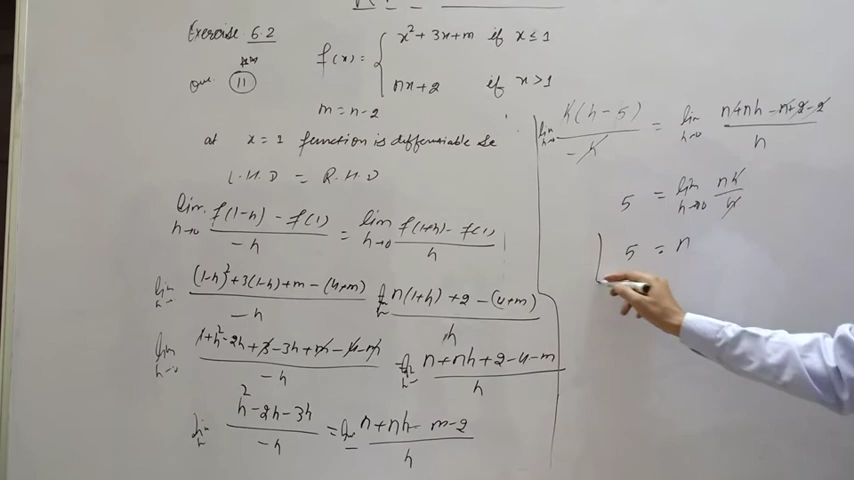 Exercise 6.2
f(x) = { x² + 3x + m if x ≤ 1
que. (11) nx + 2 if x > 1
m = n - 2
at x = 1 function is differentiable so
L.H.D = R.H.D
lim h→0 f(1-h) - f(1) / -h = lim h→0 f(1+h) - f(1) / h
lim h→ (1-h)² + 3(1-h) + m - (4+m) / -h lim h n(1+h) + 2 - (4+m) / h
lim h→0 1 + h² - 2h + 3 - 3h + m - 4 - m / -h = lim h→ n + nh + 2 - 4 - m / h
lim h h² - 2h - 3h / -h = lim n + nh - m - 2 / h
lim h→0 h(h - 5) / -h = lim h→0 n + nh - n + 2 - 2 / h
5 = lim h→0 nh / h
5 = n